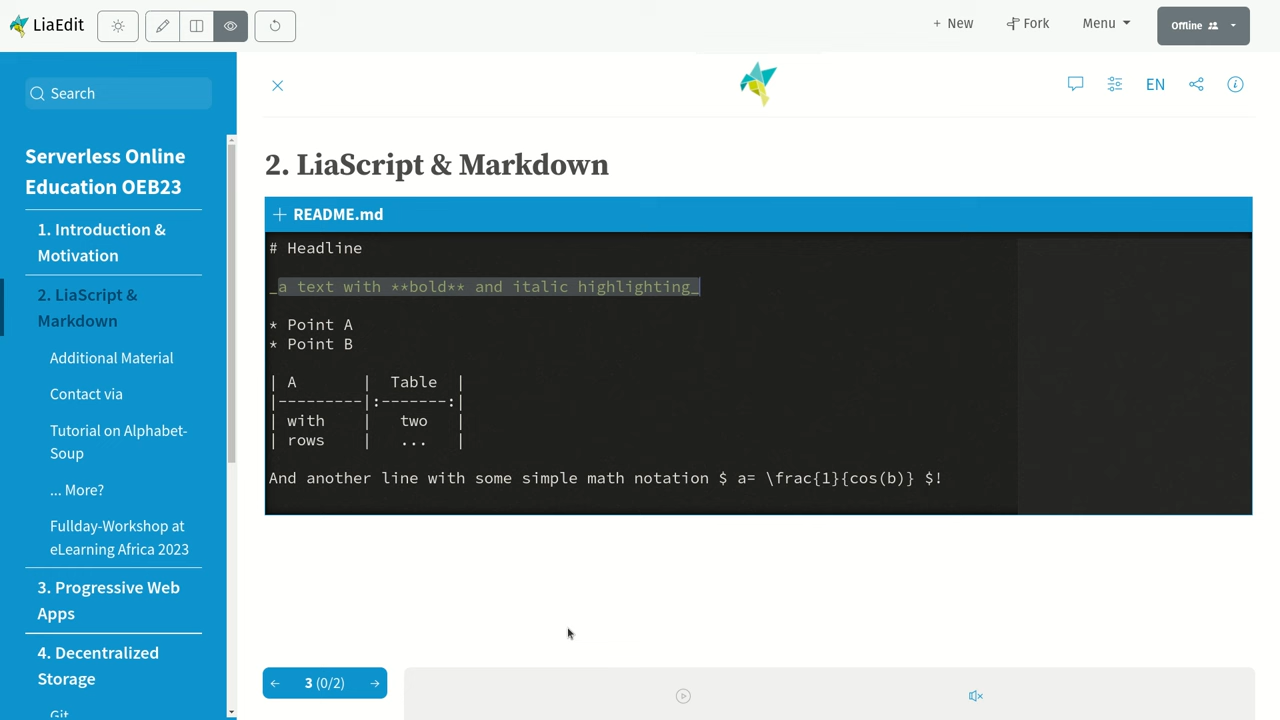 LiaEdit
+ New
Fork
Menu
Offline
Search
EN
Serverless Online
Education OEB23
1. Introduction &
Motivation
2. LiaScript &
Markdown
Additional Material
Contact via
Tutorial on Alphabet-
Soup
... More?
Fullday-Workshop at
eLearning Africa 2023
3. Progressive Web
Apps
4. Decentralized
Storage
Git
2. LiaScript & Markdown
README.md
# Headline
_a text with **bold** and italic highlighting_
* Point A
* Point B
| A       |  Table  |
|---------|:-------:|
| with    |   two   |
| rows    |   ...   |
And another line with some simple math notation $ a= \frac{1}{cos(b)} $!
3 (0/2)